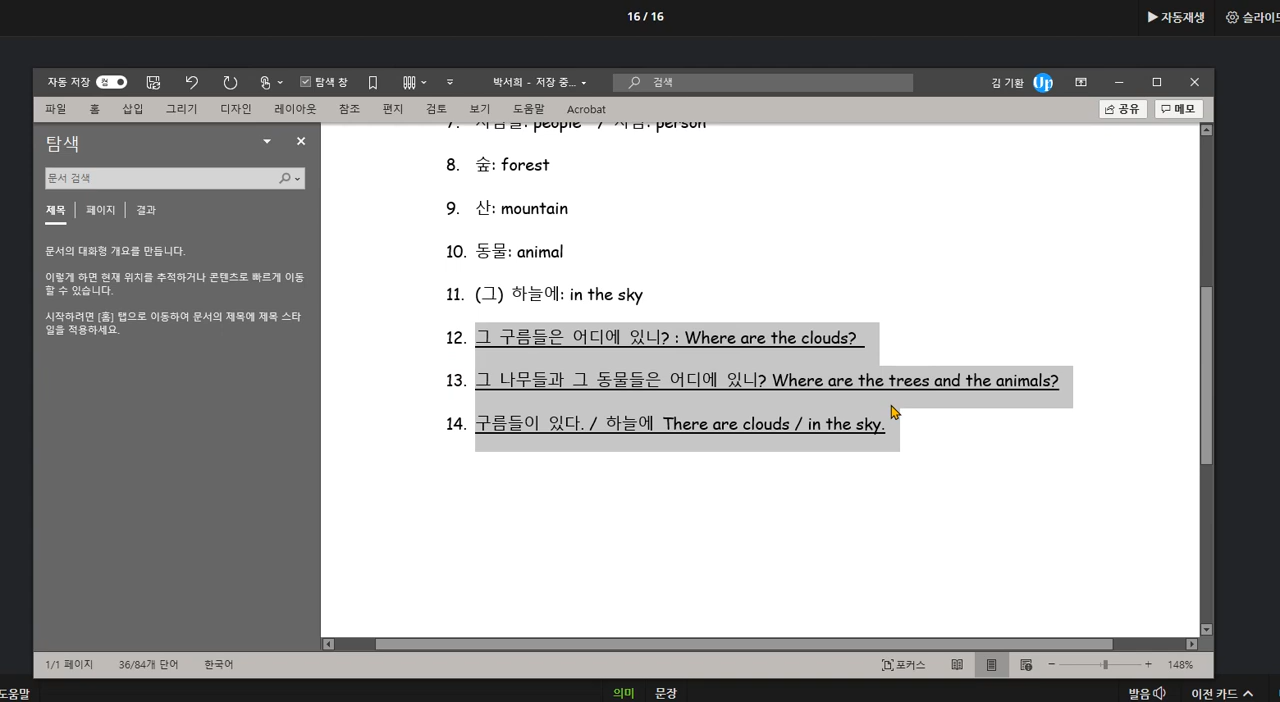 16 / 16
▶ 자동재생
슬라이드
자동 저장
탐색 창
박서희 - 저장 중...
검색
김 기환
Up
파일 홈 삽입 그리기 디자인 레이아웃 참조 편지 검토 보기 도움말 Acrobat
공유
메모
탐색
문서 검색
제목 페이지 결과
문서의 대화형 개요를 만듭니다.
이렇게 하면 현재 위치를 추적하거나 콘텐츠로 빠르게 이동
할 수 있습니다.
시작하려면 [홈] 탭으로 이동하여 문서의 제목에 제목 스타
일을 적용하세요.
7. 사람들: people / 사람: person
8. 숲: forest
9. 산: mountain
10. 동물: animal
11. (그) 하늘에: in the sky
12. 그 구름들은 어디에 있니? : Where are the clouds?
13. 그 나무들과 그 동물들은 어디에 있니? Where are the trees and the animals?
14. 구름들이 있다. / 하늘에 There are clouds / in the sky.
1/1 페이지
36/84개 단어
한국어
포커스
148%
도움말
의미
문장
발음
이전 카드